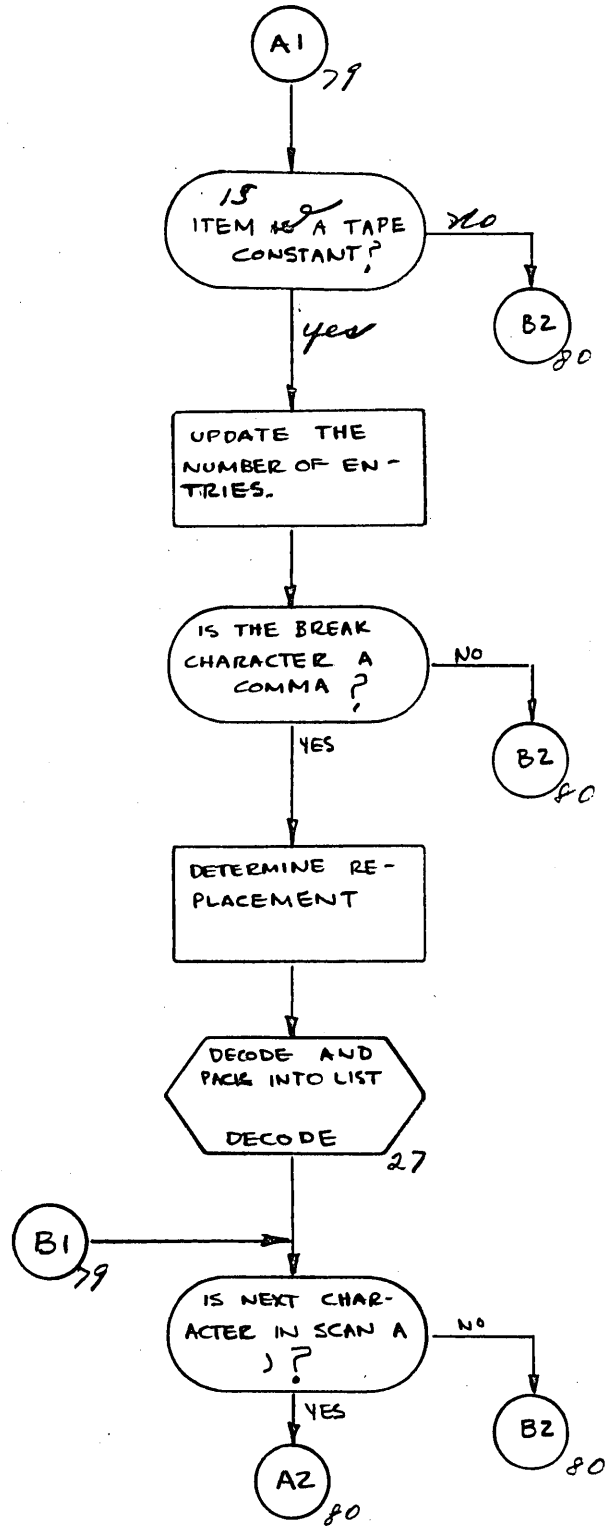 A1
79
IS
ITEM A TAPE
CONSTANT?
no
B2
80
yes
UPDATE THE
NUMBER OF EN-
TRIES.
IS THE BREAK
CHARACTER A
COMMA ?
NO
B2
80
YES
DETERMINE RE-
PLACEMENT
DECODE AND
PACK INTO LIST
DECODE
27
B1
79
IS NEXT CHAR-
ACTER IN SCAN A
) ?
NO
B2
80
YES
A2
80